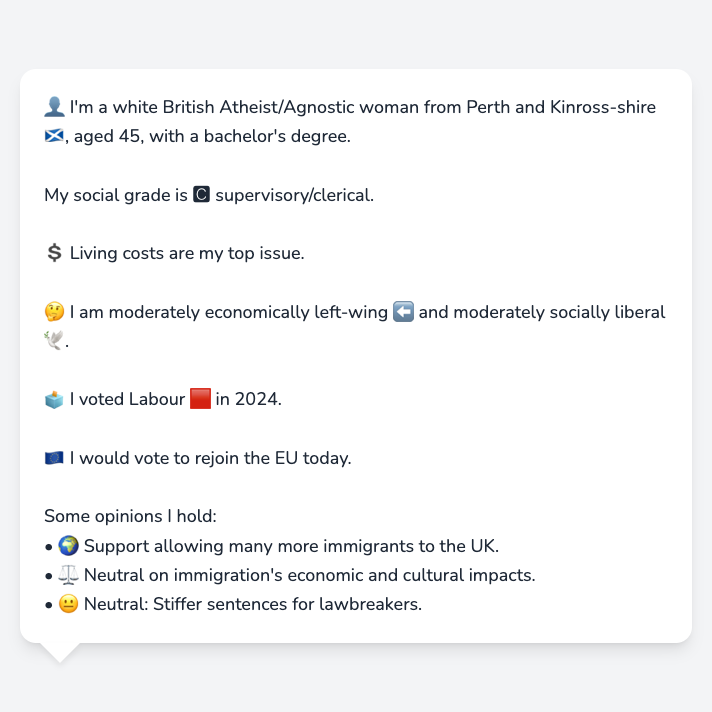 👤 I'm a white British Atheist/Agnostic woman from Perth and Kinross-shire
🏴󠁧󠁢󠁳󠁣󠁴󠁿, aged 45, with a bachelor's degree.
My social grade is 🅲 supervisory/clerical.
💲 Living costs are my top issue.
🤔 I am moderately economically left-wing ⬅️ and moderately socially liberal
🕊️.
🗳️ I voted Labour 🟥 in 2024.
🇪🇺 I would vote to rejoin the EU today.
Some opinions I hold:
• 🌍 Support allowing many more immigrants to the UK.
• ⚖️ Neutral on immigration's economic and cultural impacts.
• 😐 Neutral: Stiffer sentences for lawbreakers.